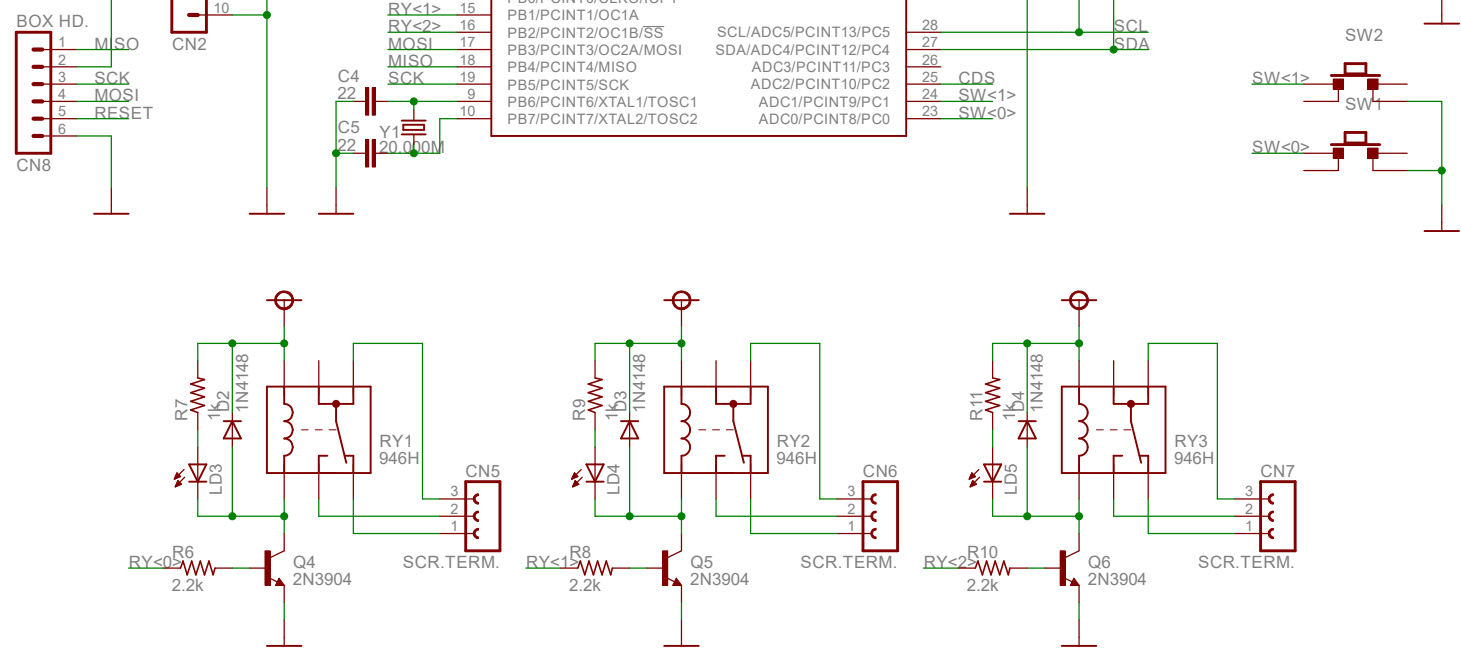 10
CN2
BOX HD.
1 MISO
2
3 SCK
4 MOSI
5 RESET
6
CN8
RY<1> 15 PB1/PCINT1/OC1A
RY<2> 16 PB2/PCINT2/OC1B/SS
MOSI 17 PB3/PCINT3/OC2A/MOSI
MISO 18 PB4/PCINT4/MISO
SCK 19 PB5/PCINT5/SCK
9 PB6/PCINT6/XTAL1/TOSC1
10 PB7/PCINT7/XTAL2/TOSC2
C4
22
C5
22
Y1
20.000M
SCL/ADC5/PCINT13/PC5 28 SCL
SDA/ADC4/PCINT12/PC4 27 SDA
ADC3/PCINT11/PC3 26
ADC2/PCINT10/PC2 25 CDS
ADC1/PCINT9/PC1 24 SW<1>
ADC0/PCINT8/PC0 23 SW<0>
SW2
SW<1>
SW1
SW<0>
R7
1K
D2
1N4148
LD3
RY1
946H
CN5
3
2
1
SCR.TERM.
RY<0>
R6
2.2k
Q4
2N3904
R9
1K
D3
1N4148
LD4
RY2
946H
CN6
3
2
1
SCR.TERM.
RY<1>
R8
2.2k
Q5
2N3904
R11
1K
D4
1N4148
LD5
RY3
946H
CN7
3
2
1
SCR.TERM.
RY<2>
R10
2.2k
Q6
2N3904